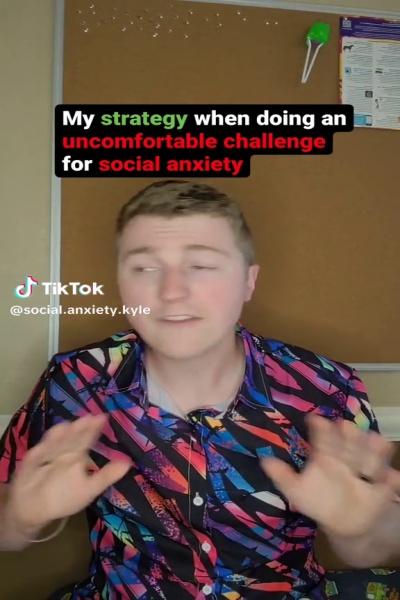 My strategy when doing an
uncomfortable challenge
for social anxiety
TikTok
@social.anxiety.kyle